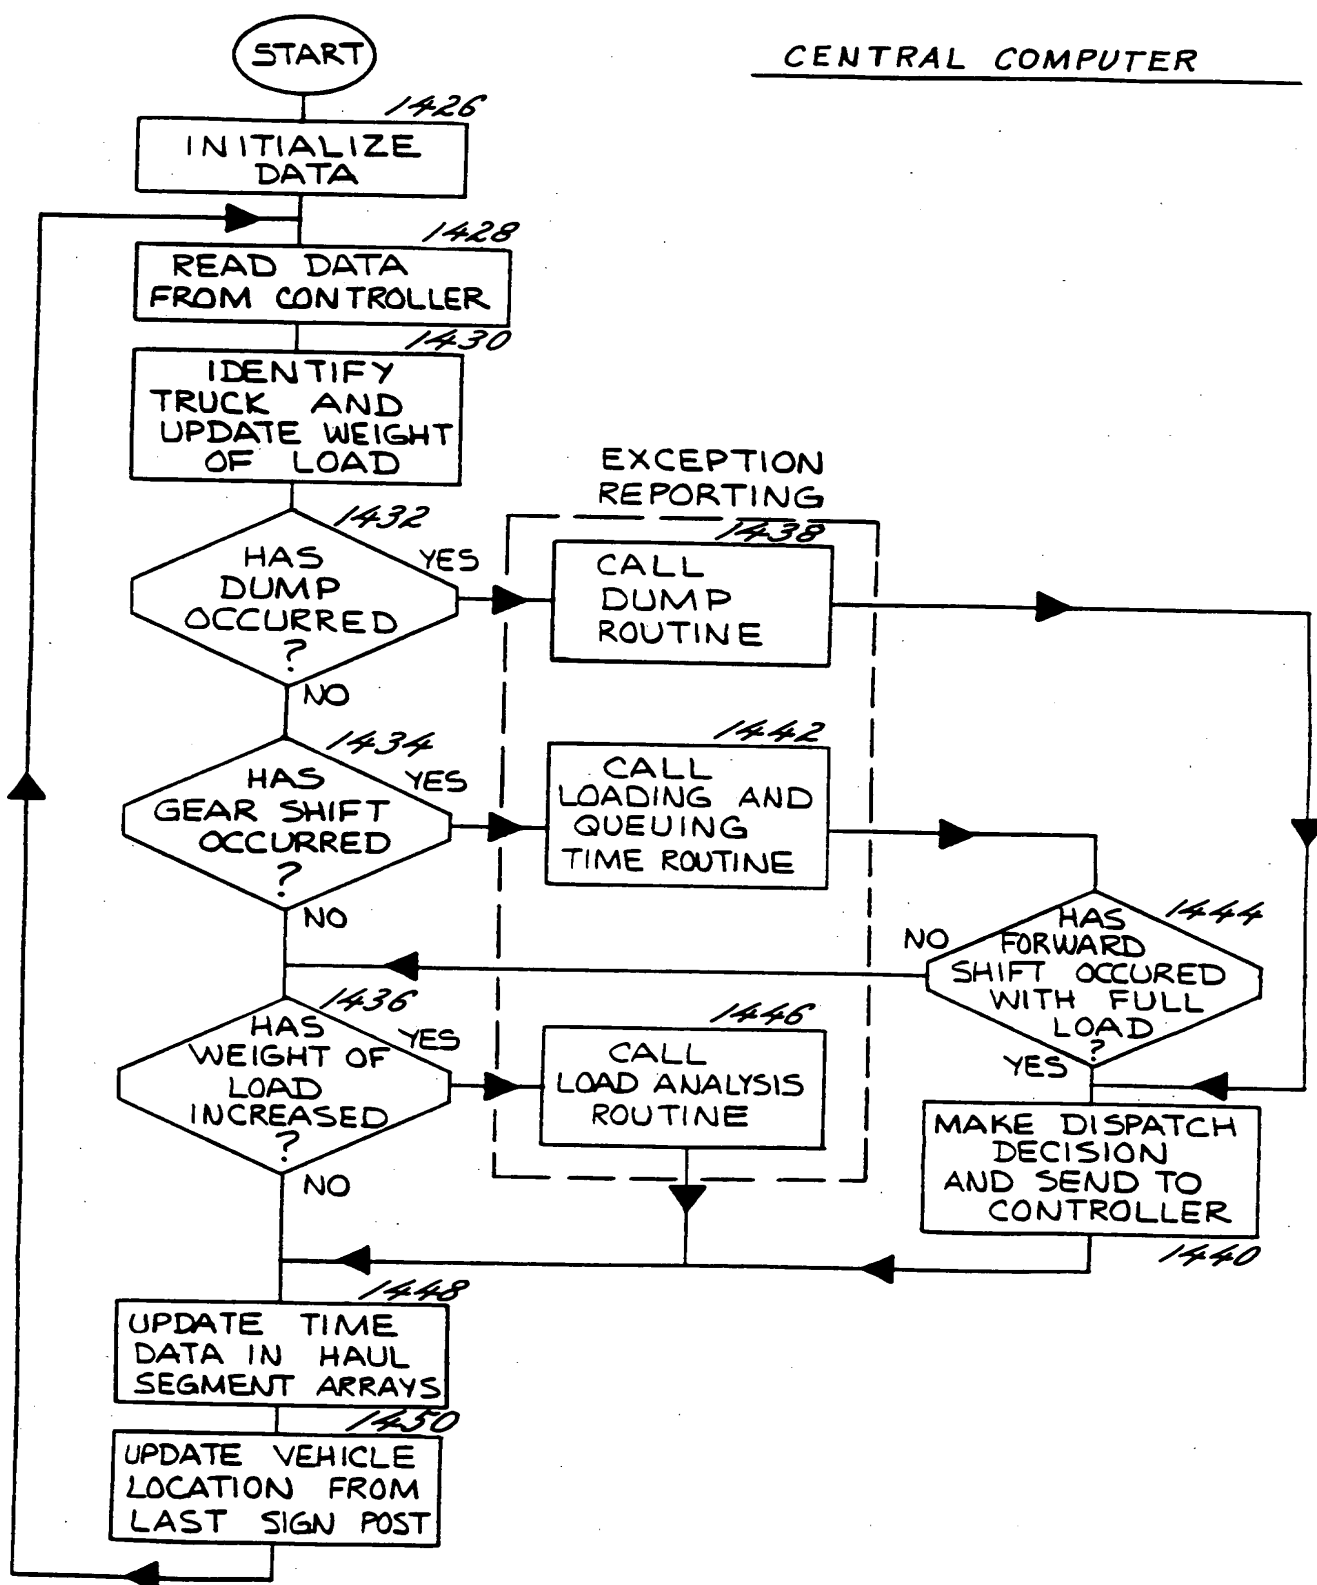 START
CENTRAL COMPUTER
1426
INITIALIZE
DATA
1428
READ DATA
FROM CONTROLLER
1430
IDENTIFY
TRUCK AND
UPDATE WEIGHT
OF LOAD
EXCEPTION
REPORTING
1432
HAS
DUMP
OCCURRED
?
YES
NO
1438
CALL
DUMP
ROUTINE
1434
HAS
GEAR SHIFT
OCCURRED
?
YES
NO
1442
CALL
LOADING AND
QUEUING
TIME ROUTINE
1444
HAS
FORWARD
SHIFT OCCURED
WITH FULL
LOAD
?
NO
YES
1436
HAS
WEIGHT OF
LOAD
INCREASED
?
YES
NO
1446
CALL
LOAD ANALYSIS
ROUTINE
MAKE DISPATCH
DECISION
AND SEND TO
CONTROLLER
1440
1448
UPDATE TIME
DATA IN HAUL
SEGMENT ARRAYS
1450
UPDATE VEHICLE
LOCATION FROM
LAST SIGN POST